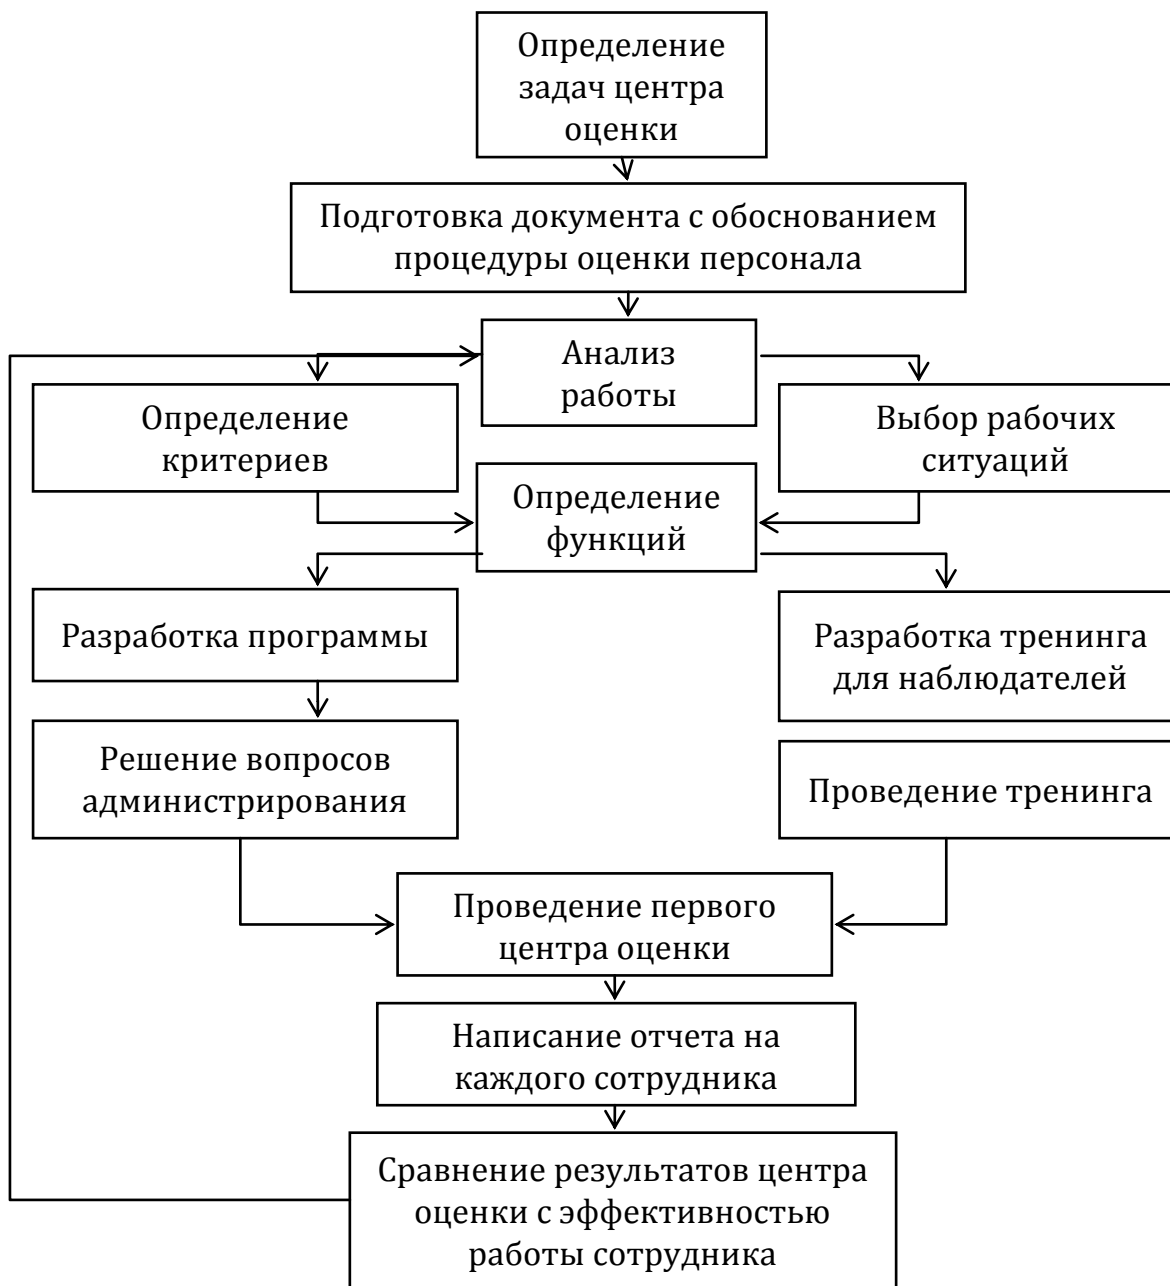 Определение
задач центра
оценки
Подготовка документа с обоснованием
процедуры оценки персонала
Анализ
работы
Определение
критериев
Выбор рабочих
ситуаций
Определение
функций
Разработка программы
Разработка тренинга
для наблюдателей
Решение вопросов
администрирования
Проведение тренинга
Проведение первого
центра оценки
Написание отчета на
каждого сотрудника
Сравнение результатов центра
оценки с эффективностью
работы сотрудника